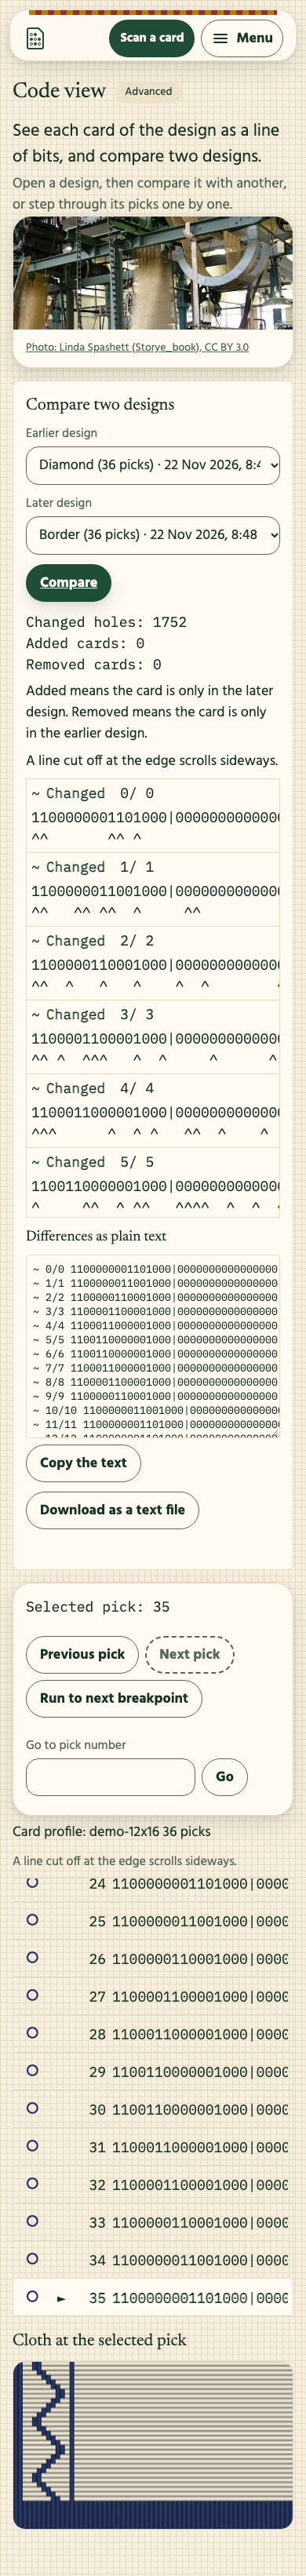 Scan a card
Menu
Code view Advanced
See each card of the design as a line
of bits, and compare two designs.
Open a design, then compare it with another,
or step through its picks one by one.
Photo: Linda Spashett (Storye_book), CC BY 3.0
Compare two designs
Earlier design
Diamond (36 picks) · 22 Nov 2026, 8:4
Later design
Border (36 picks) · 22 Nov 2026, 8:48
Compare
Changed holes: 1752
Added cards: 0
Removed cards: 0
Added means the card is only in the later
design. Removed means the card is only
in the earlier design.
A line cut off at the edge scrolls sideways.
~ Changed 0/ 0
1100000001101000|0000000000000
^^       ^^ ^
~ Changed 1/ 1
1100000011001000|0000000000000
^^   ^^ ^^  ^     ^^
~ Changed 2/ 2
1100000110001000|0000000000000
^^  ^   ^   ^    ^  ^        ^
~ Changed 3/ 3
1100001100001000|0000000000000
^^ ^  ^^^   ^  ^     ^      ^
~ Changed 4/ 4
1100011000001000|0000000000000
^^^      ^  ^ ^   ^^  ^    ^
~ Changed 5/ 5
1100110000001000|0000000000000
^     ^^  ^ ^^   ^^^^  ^  ^  ^
Differences as plain text
~ 0/0 1100000001101000|0000000000000000
~ 1/1 1100000011001000|0000000000000000
~ 2/2 1100000110001000|0000000000000000
~ 3/3 1100001100001000|0000000000000000
~ 4/4 1100011000001000|0000000000000000
~ 5/5 1100110000001000|0000000000000000
~ 6/6 1100110000001000|0000000000000000
~ 7/7 1100011000001000|0000000000000000
~ 8/8 1100001100001000|0000000000000000
~ 9/9 1100000110001000|0000000000000000
~ 10/10 1100000011001000|00000000000000
~ 11/11 1100000001101000|00000000000000
Copy the text
Download as a text file
Selected pick: 35
Previous pick
Next pick
Run to next breakpoint
Go to pick number
Go
Card profile: demo-12x16 36 picks
A line cut off at the edge scrolls sideways.
24 1100000001101000|0000
25 1100000011001000|0000
26 1100000110001000|0000
27 1100001100001000|0000
28 1100011000001000|0000
29 1100110000001000|0000
30 1100110000001000|0000
31 1100011000001000|0000
32 1100001100001000|0000
33 1100000110001000|0000
34 1100000011001000|0000
► 35 1100000001101000|0000
Cloth at the selected pick